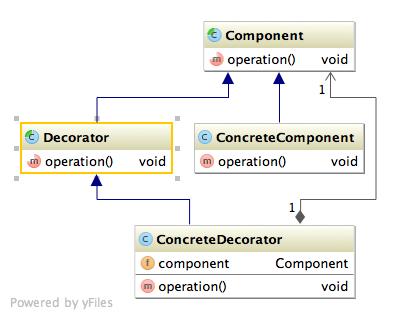 Component
operation() void
1
Decorator
operation() void
ConcreteComponent
operation() void
1
ConcreteDecorator
component Component
operation() void
Powered by yFiles